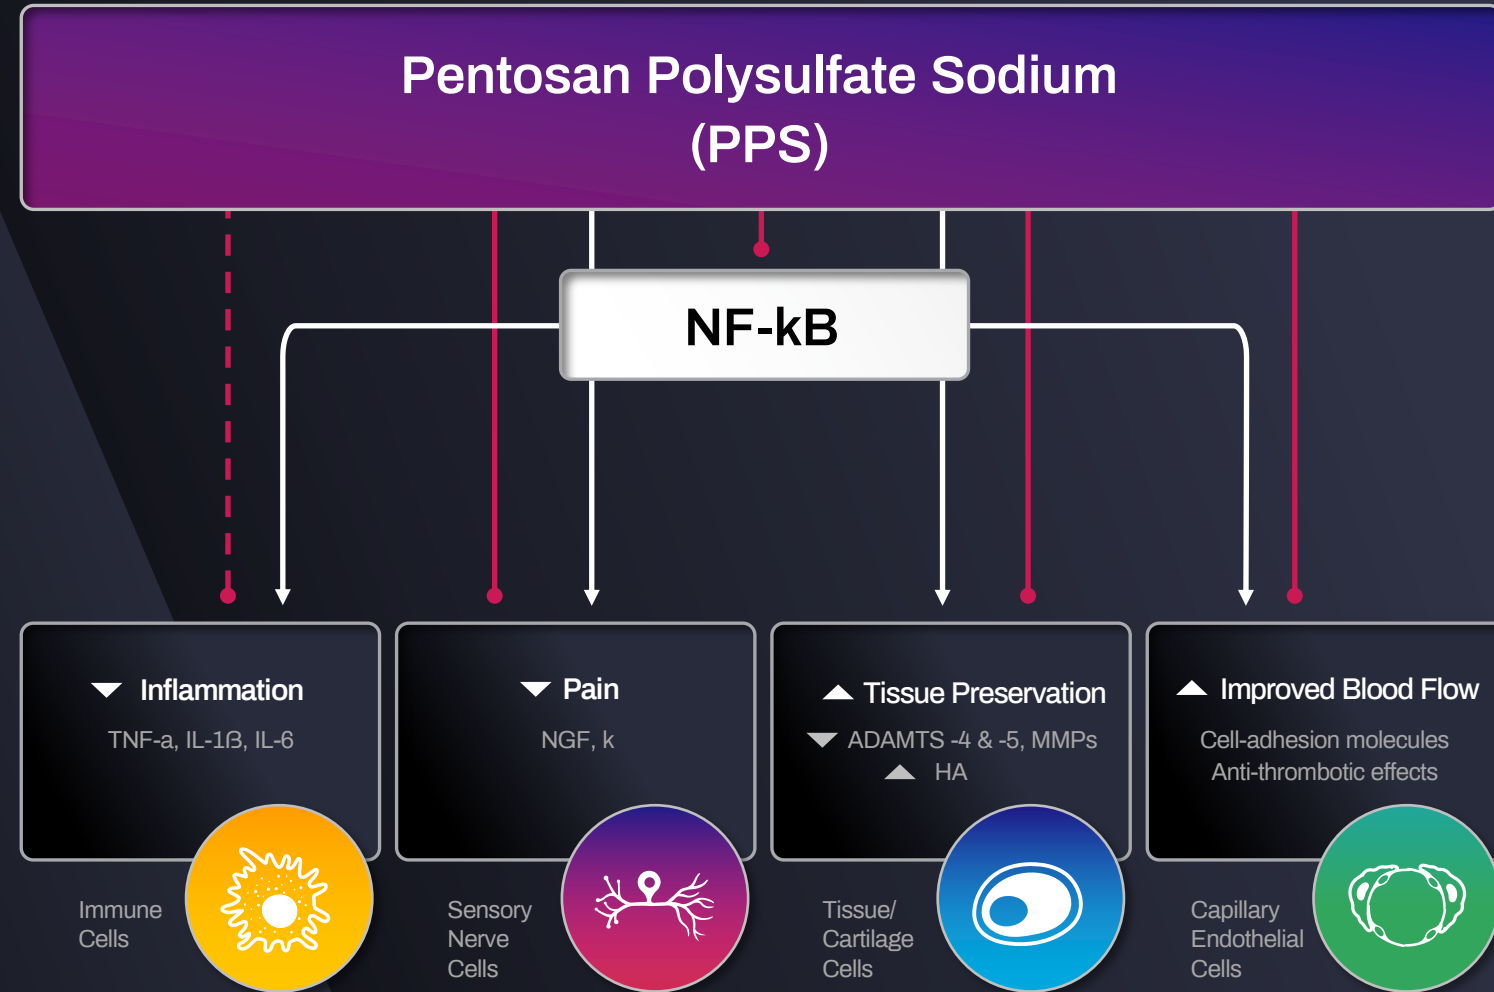 Pentosan Polysulfate Sodium
(PPS)
NF-kB
Inflammation
TNF-a, IL-1ß, IL-6
Immune
Cells
Pain
NGF, k
Sensory
Nerve
Cells
Tissue Preservation
ADAMTS -4 & -5, MMPs
HA
Tissue/
Cartilage
Cells
Improved Blood Flow
Cell-adhesion molecules
Anti-thrombotic effects
Capillary
Endothelial
Cells